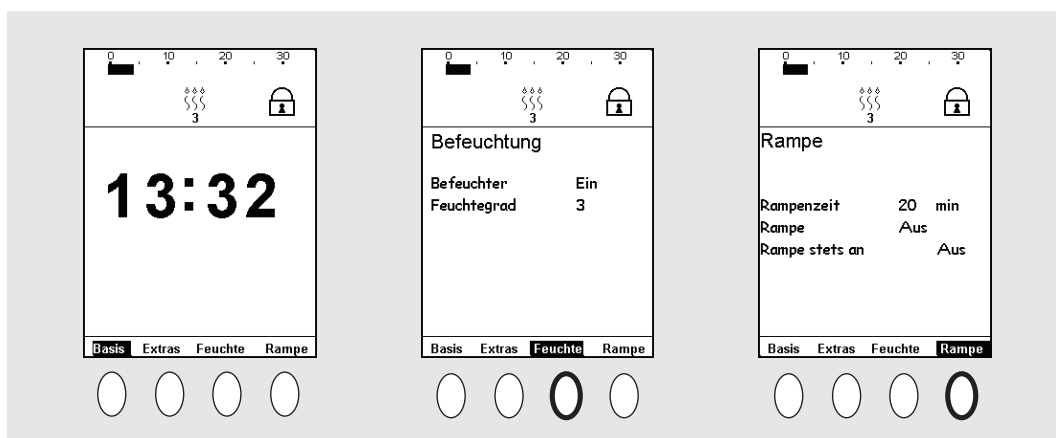 0 10 20 30
3
13:32
Basis Extras Feuchte Rampe
0 10 20 30
3
Befeuchtung
Befeuchter Ein
Feuchtegrad 3
Basis Extras Feuchte Rampe
0 10 20 30
3
Rampe
Rampenzeit 20 min
Rampe Aus
Rampe stets an Aus
Basis Extras Feuchte Rampe